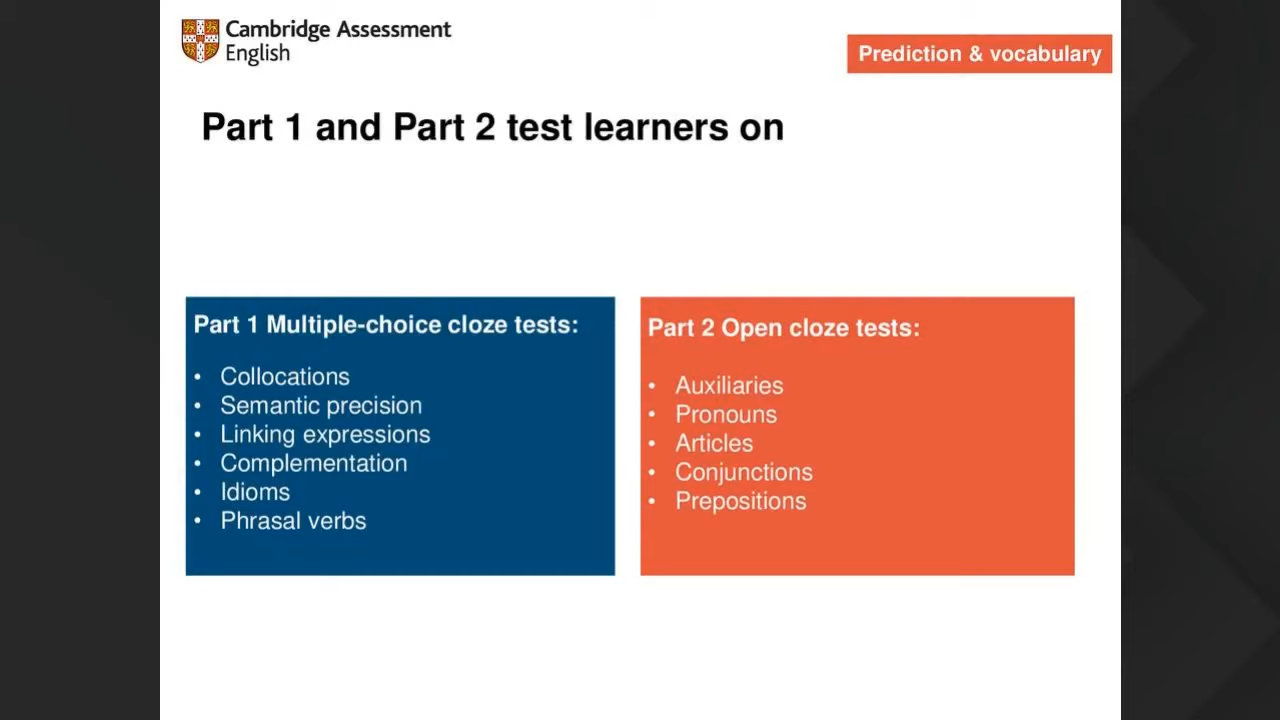 Cambridge Assessment
English
Prediction & vocabulary
Part 1 and Part 2 test learners on
Part 1 Multiple-choice cloze tests:
• Collocations
• Semantic precision
• Linking expressions
• Complementation
• Idioms
• Phrasal verbs
Part 2 Open cloze tests:
• Auxiliaries
• Pronouns
• Articles
• Conjunctions
• Prepositions